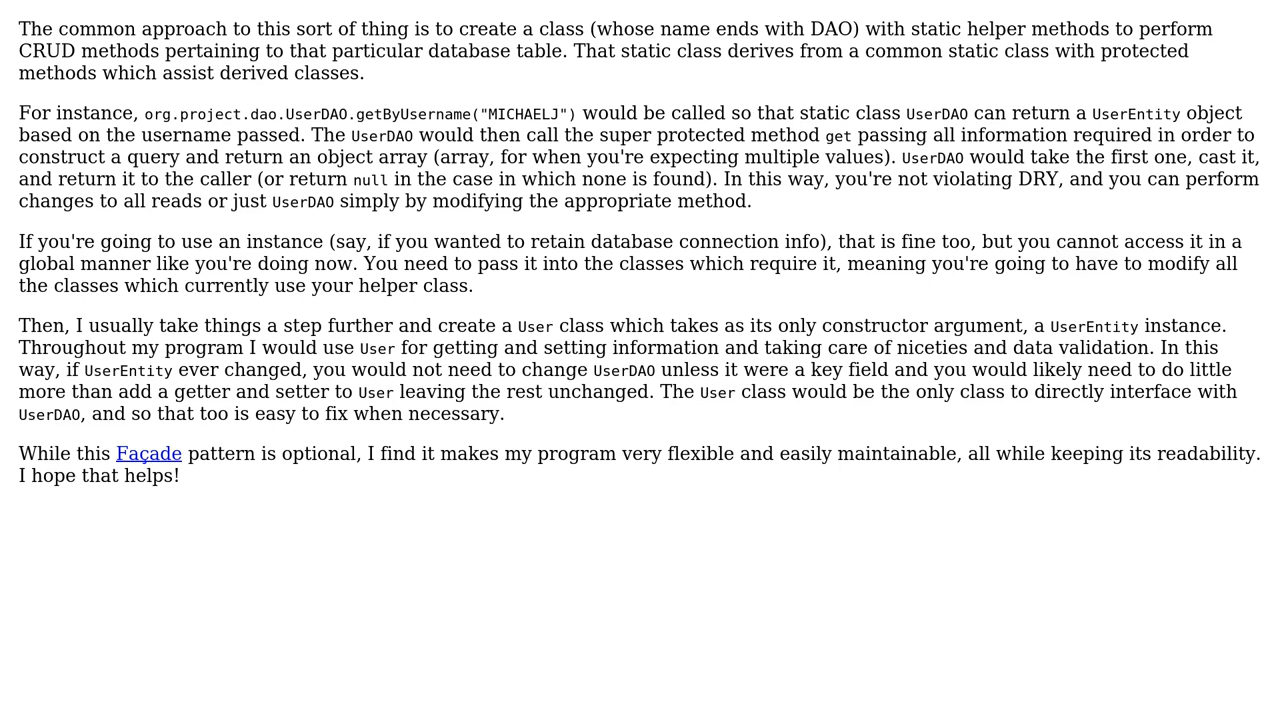 The common approach to this sort of thing is to create a class (whose name ends with DAO) with static helper methods to perform
CRUD methods pertaining to that particular database table. That static class derives from a common static class with protected
methods which assist derived classes.
For instance, org.project.dao.UserDAO.getByUsername("MICHAELJ") would be called so that static class UserDAO can return a UserEntity object
based on the username passed. The UserDAO would then call the super protected method get passing all information required in order to
construct a query and return an object array (array, for when you're expecting multiple values). UserDAO would take the first one, cast it,
and return it to the caller (or return null in the case in which none is found). In this way, you're not violating DRY, and you can perform
changes to all reads or just UserDAO simply by modifying the appropriate method.
If you're going to use an instance (say, if you wanted to retain database connection info), that is fine too, but you cannot access it in a
global manner like you're doing now. You need to pass it into the classes which require it, meaning you're going to have to modify all
the classes which currently use your helper class.
Then, I usually take things a step further and create a User class which takes as its only constructor argument, a UserEntity instance.
Throughout my program I would use User for getting and setting information and taking care of niceties and data validation. In this
way, if UserEntity ever changed, you would not need to change UserDAO unless it were a key field and you would likely need to do little
more than add a getter and setter to User leaving the rest unchanged. The User class would be the only class to directly interface with
UserDAO, and so that too is easy to fix when necessary.
While this Façade pattern is optional, I find it makes my program very flexible and easily maintainable, all while keeping its readability.
I hope that helps!